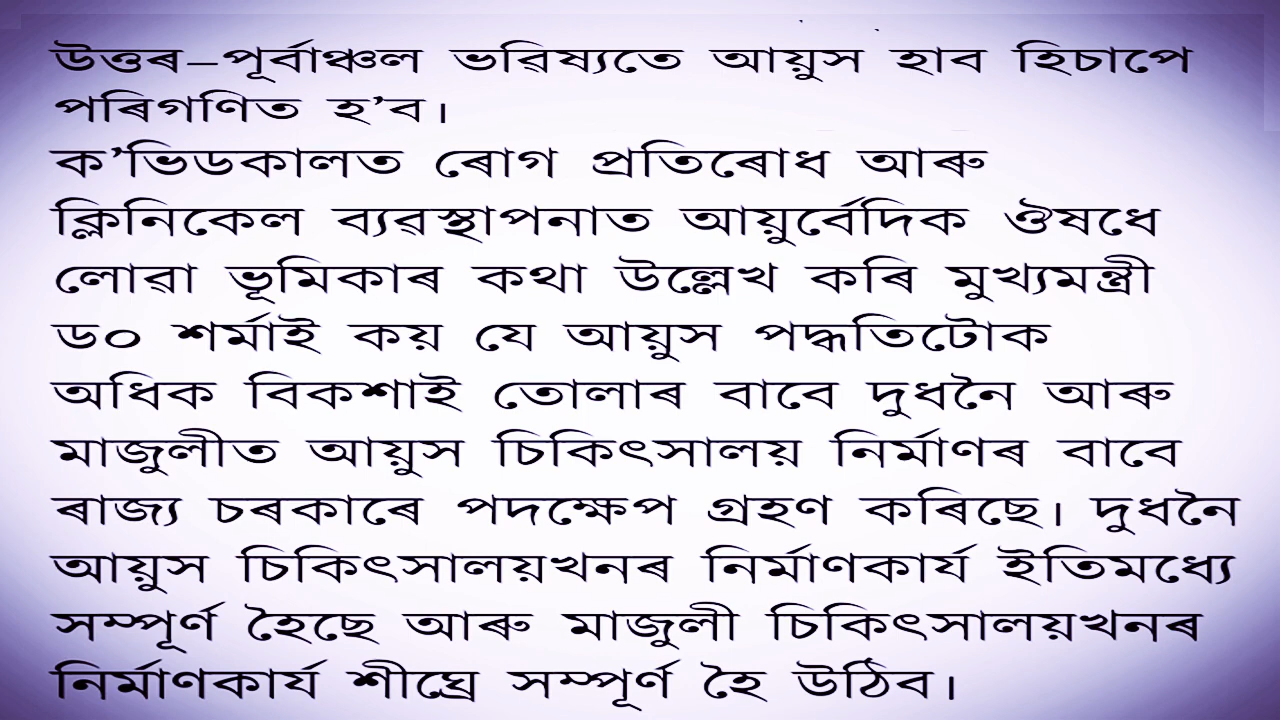 উত্তৰ–পূৰ্বাঞ্চল ভৱিষ্যতে আয়ুস হাব হিচাপে
পৰিগণিত হ’ব।
ক’ভিডকালত ৰোগ প্ৰতিৰোধ আৰু
ক্লিনিকেল ব্যৱস্থাপনাত আয়ুৰ্বেদিক ঔষধে
লোৱা ভূমিকাৰ কথা উল্লেখ কৰি মুখ্যমন্ত্ৰী
ড০ শৰ্মাই কয় যে আয়ুস পদ্ধতিটোক
অধিক বিকশাই তোলাৰ বাবে দুধনৈ আৰু
মাজুলীত আয়ুস চিকিৎসালয় নিৰ্মাণৰ বাবে
ৰাজ্য চৰকাৰে পদক্ষেপ গ্ৰহণ কৰিছে। দুধনৈ
আয়ুস চিকিৎসালয়খনৰ নিৰ্মাণকাৰ্য ইতিমধ্যে
সম্পূৰ্ণ হৈছে আৰু মাজুলী চিকিৎসালয়খনৰ
নিৰ্মাণকাৰ্য শীঘ্ৰে সম্পূৰ্ণ হৈ উঠিব।